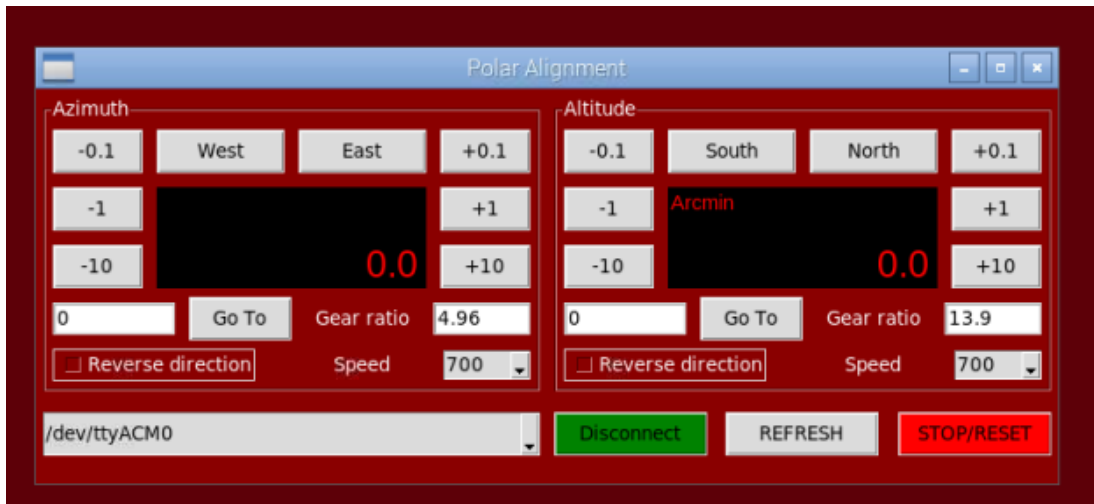 Polar Alignment
Azimuth
-0.1 West East +0.1
-1 +1
-10 0.0 +10
0 Go To Gear ratio 4.96
Reverse direction Speed 700
Altitude
-0.1 South North +0.1
-1 Arcmin +1
-10 0.0 +10
0 Go To Gear ratio 13.9
Reverse direction Speed 700
/dev/ttyACM0 Disconnect REFRESH STOP/RESET